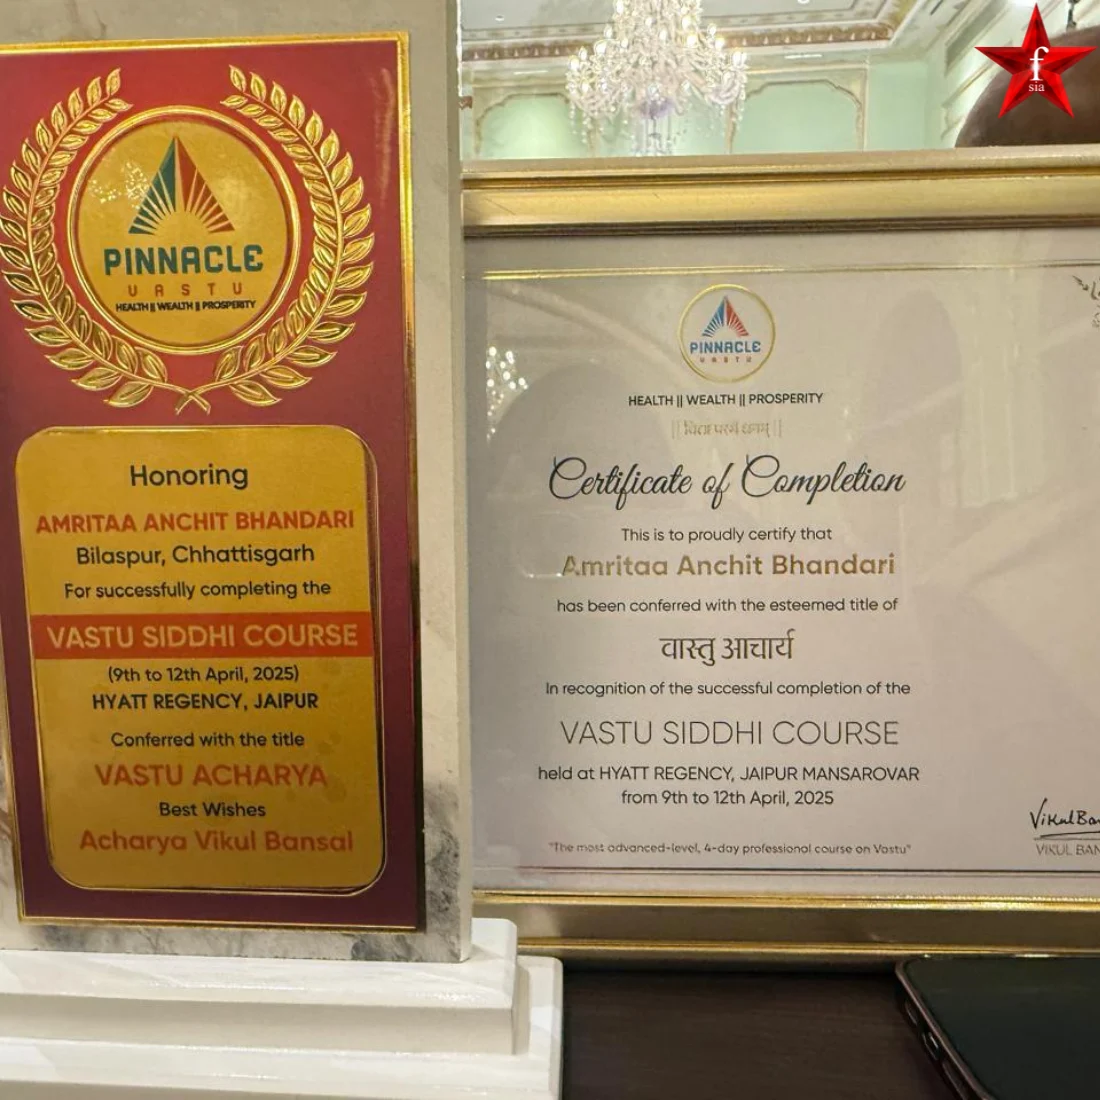 f
sia
PINNACLE
VASTU
HEALTH || WEALTH || PROSPERITY
Honoring
AMRITAA ANCHIT BHANDARI
Bilaspur, Chhattisgarh
For successfully completing the
VASTU SIDDHI COURSE
(9th to 12th April, 2025)
HYATT REGENCY, JAIPUR
Conferred with the title
VASTU ACHARYA
Best Wishes
Acharya Vikul Bansal
PINNACLE
VASTU
HEALTH || WEALTH || PROSPERITY
Certificate of Completion
This is to proudly certify that
Amritaa Anchit Bhandari
has been conferred with the esteemed title of
वास्तु आचार्य
In recognition of the successful completion of the
VASTU SIDDHI COURSE
held at HYATT REGENCY, JAIPUR MANSAROVAR
from 9th to 12th April, 2025
"The most advanced-level, 4-day professional course on Vastu"
Vikul Ban
VIKUL BAN